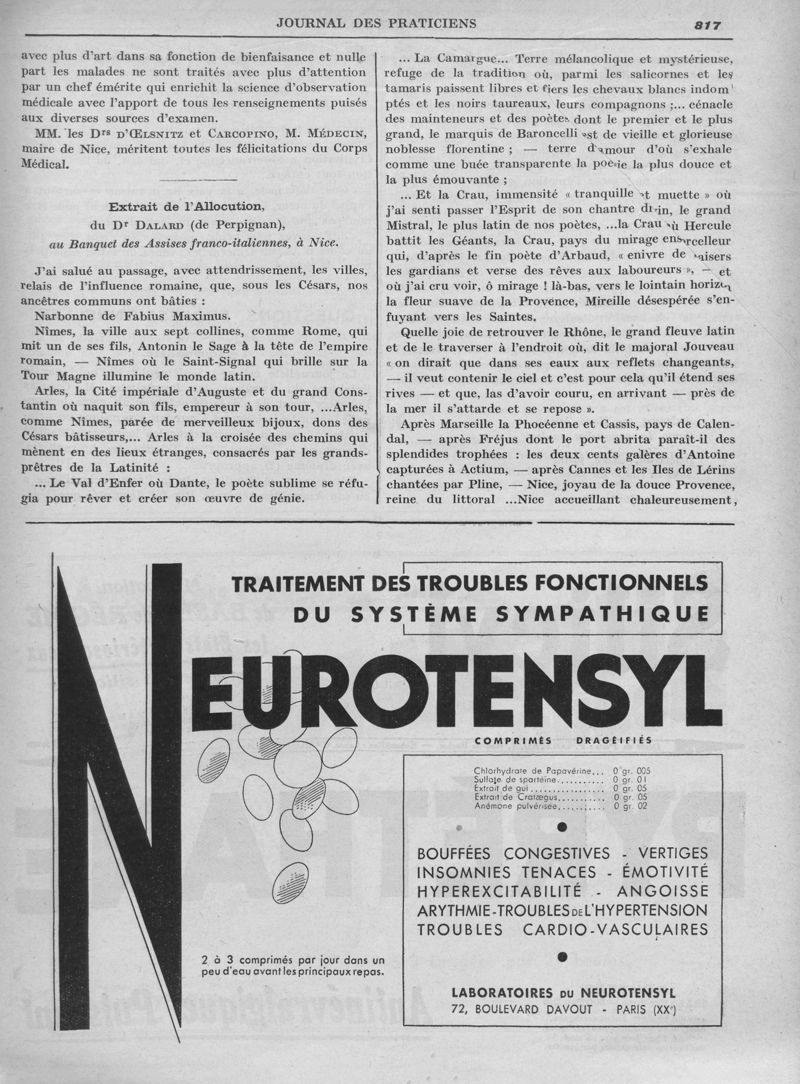 JOURNAL DES PRATICIENS
817
avec plus d'art dans sa fonction de bienfaisance et nulle
part les malades ne sont traités avec plus d'attention
par un chef émérite qui enrichit la science d'observation
médicale avec l'apport de tous les renseignements puisés
aux diverses sources d'examen.
MM. les Drs D'ŒLSNITZ et CARCOPINO, M. MÉDECIN,
maire de Nice, méritent toutes les félicitations du Corps
Médical.
Extrait de l'Allocution,
du Dr DALARD (de Perpignan),
au Banquet des Assises franco-italiennes, à Nice.
J'ai salué au passage, avec attendrissement, les villes,
relais de l'influence romaine, que, sous les Césars, nos
ancêtres communs ont bâties :
Narbonne de Fabius Maximus.
Nîmes, la ville aux sept collines, comme Rome, qui
mit un de ses fils, Antonin le Sage à la tête de l'empire
romain, — Nîmes où le Saint-Signal qui brille sur la
Tour Magne illumine le monde latin.
Arles, la Cité impériale d'Auguste et du grand Cons-
tantin où naquit son fils, empereur à son tour, ...Arles,
comme Nîmes, parée de merveilleux bijoux, dons des
Césars bâtisseurs,... Arles à la croisée des chemins qui
mènent en des lieux étranges, consacrés par les grands-
prêtres de la Latinité :
... Le Val d'Enfer où Dante, le poète sublime se réfu-
gia pour rêver et créer son œuvre de génie.
... La Camargue... Terre mélancolique et mystérieuse,
refuge de la tradition où, parmi les salicornes et les
tamaris paissent libres et fiers les chevaux blancs indom
ptés et les noirs taureaux, leurs compagnons ;... cénacle
des mainteneurs et des poètes dont le premier et le plus
grand, le marquis de Baroncelli est de vieille et glorieuse
noblesse florentine ; — terre d'amour d'où s'exhale
comme une buée transparente la poésie la plus douce et
la plus émouvante ;
... Et la Crau, immensité « tranquille et muette » où
j'ai senti passer l'Esprit de son chantre divin, le grand
Mistral, le plus latin de nos poètes, ...la Crau où Hercule
battit les Géants, la Crau, pays du mirage ensorcelleur
qui, d'après le fin poète d'Arbaud, « enivre de baisers
les gardians et verse des rêves aux laboureurs », — et
où j'ai cru voir, ô mirage ! là-bas, vers le lointain horizon
la fleur suave de la Provence, Mireille désespérée s'en-
fuyant vers les Saintes.
Quelle joie de retrouver le Rhône, le grand fleuve latin
et de le traverser à l'endroit où, dit le majoral Jouveau
« on dirait que dans ses eaux aux reflets changeants,
— il veut contenir le ciel et c'est pour cela qu'il étend ses
rives — et que, las d'avoir couru, en arrivant — près de
la mer il s'attarde et se repose ».
Après Marseille la Phocéenne et Cassis, pays de Calen-
dal, — après Fréjus dont le port abrita paraît-il des
splendides trophées : les deux cents galères d'Antoine
capturées à Actium, — après Cannes et les Iles de Lérins
chantées par Pline, — Nice, joyau de la douce Provence,
reine du littoral ...Nice accueillant chaleureusement,
TRAITEMENT DES TROUBLES FONCTIONNELS
DU SYSTÈME SYMPATHIQUE
NEUROTENSYL
COMPRIMÉS DRAGÉIFIÉS
Chlorhydrate de Papavérine... 0 gr. 005
Sulfate de spartéine........... 0 gr. 01
Extrait de gui................. 0 gr. 05
Extrait de Cratægus.......... 0 gr. 05
Anémone pulvérisée........... 0 gr. 02
BOUFFÉES CONGESTIVES - VERTIGES
INSOMNIES TENACES - ÉMOTIVITÉ
HYPEREXCITABILITÉ - ANGOISSE
ARYTHMIE-TROUBLES DE L'HYPERTENSION
TROUBLES CARDIO-VASCULAIRES
2 à 3 comprimés par jour dans un
peu d'eau avant les principaux repas.
LABORATOIRES DU NEUROTENSYL
72, BOULEVARD DAVOUT - PARIS (XXe)